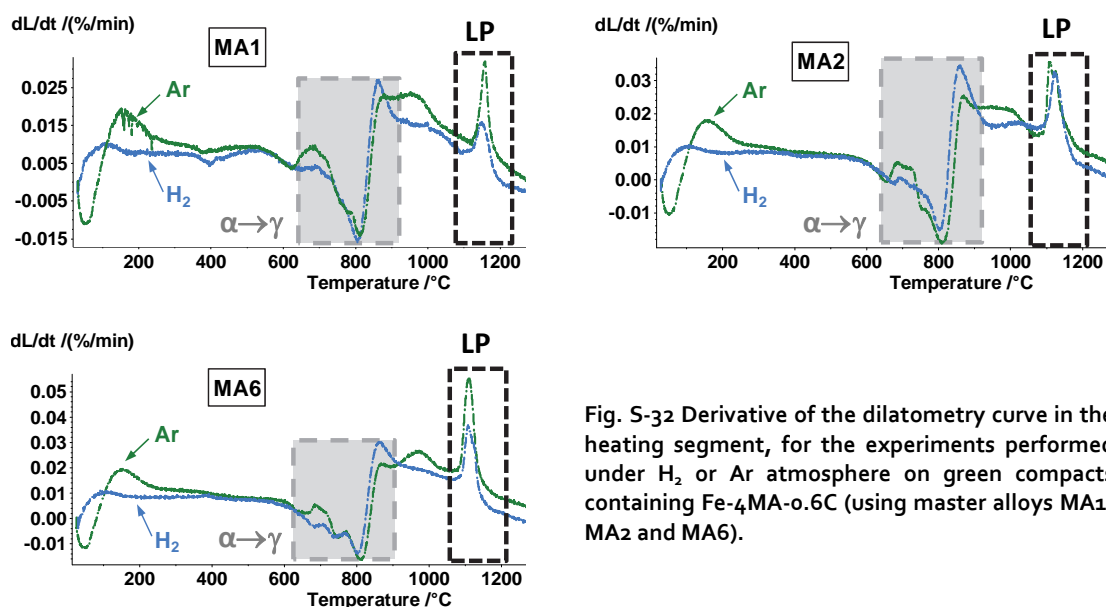 dL/dt /(%/min)
MA1
LP
0.025
0.015
0.005
-0.005
-0.015
Ar
H₂
α→γ
200 400 600 800 1000 1200
Temperature /°C
dL/dt /(%/min)
MA2
LP
0.03
0.02
0.01
0.00
-0.01
Ar
H₂
α→γ
200 400 600 800 1000 1200
Temperature /°C
dL/dt /(%/min)
MA6
LP
0.05
0.04
0.03
0.02
0.01
0.00
-0.01
Ar
H₂
α→γ
200 400 600 800 1000 1200
Temperature /°C
Fig. S-32 Derivative of the dilatometry curve in the
heating segment, for the experiments performed
under H₂ or Ar atmosphere on green compacts
containing Fe-4MA-0.6C (using master alloys MA1
MA2 and MA6).